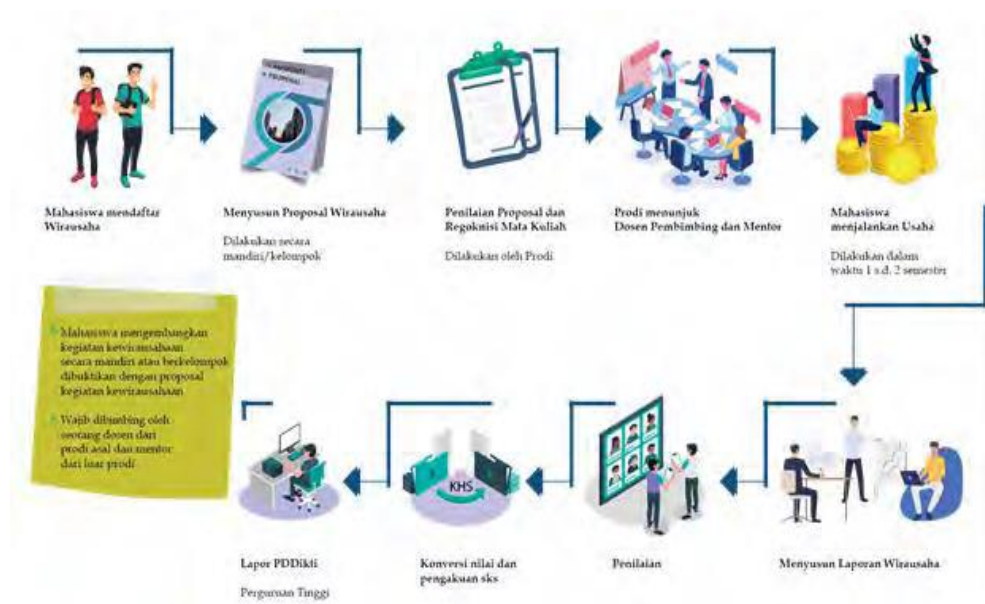 PROPOSAL
Mahasiswa mendaftar
Wirausaha
Menyusun Proposal Wirausaha
Dilakukan secara
mandiri/kelompok
Penilaian Proposal dan
Regoknisi Mata Kuliah
Dilakukan oleh Prodi
Prodi menunjuk
Dosen Pembimbing dan Mentor
Mahasiswa
menjalankan Usaha
Dilakukan dalam
waktu 1 s.d. 2 semester
Mahasiswa mengembangkan
kegiatan kewirausahaan
secara mandiri atau berkelompok
dibuktikan dengan proposal
kegiatan kewirausahaan
Wajib dibimbing oleh
seorang dosen dari
prodi asal dan mentor
dari luar prodi
KHS
Lapor PDDikti
Perguruan Tinggi
Konversi nilai dan
pengakuan sks
Penilaian
Menyusun Laporan Wirausaha